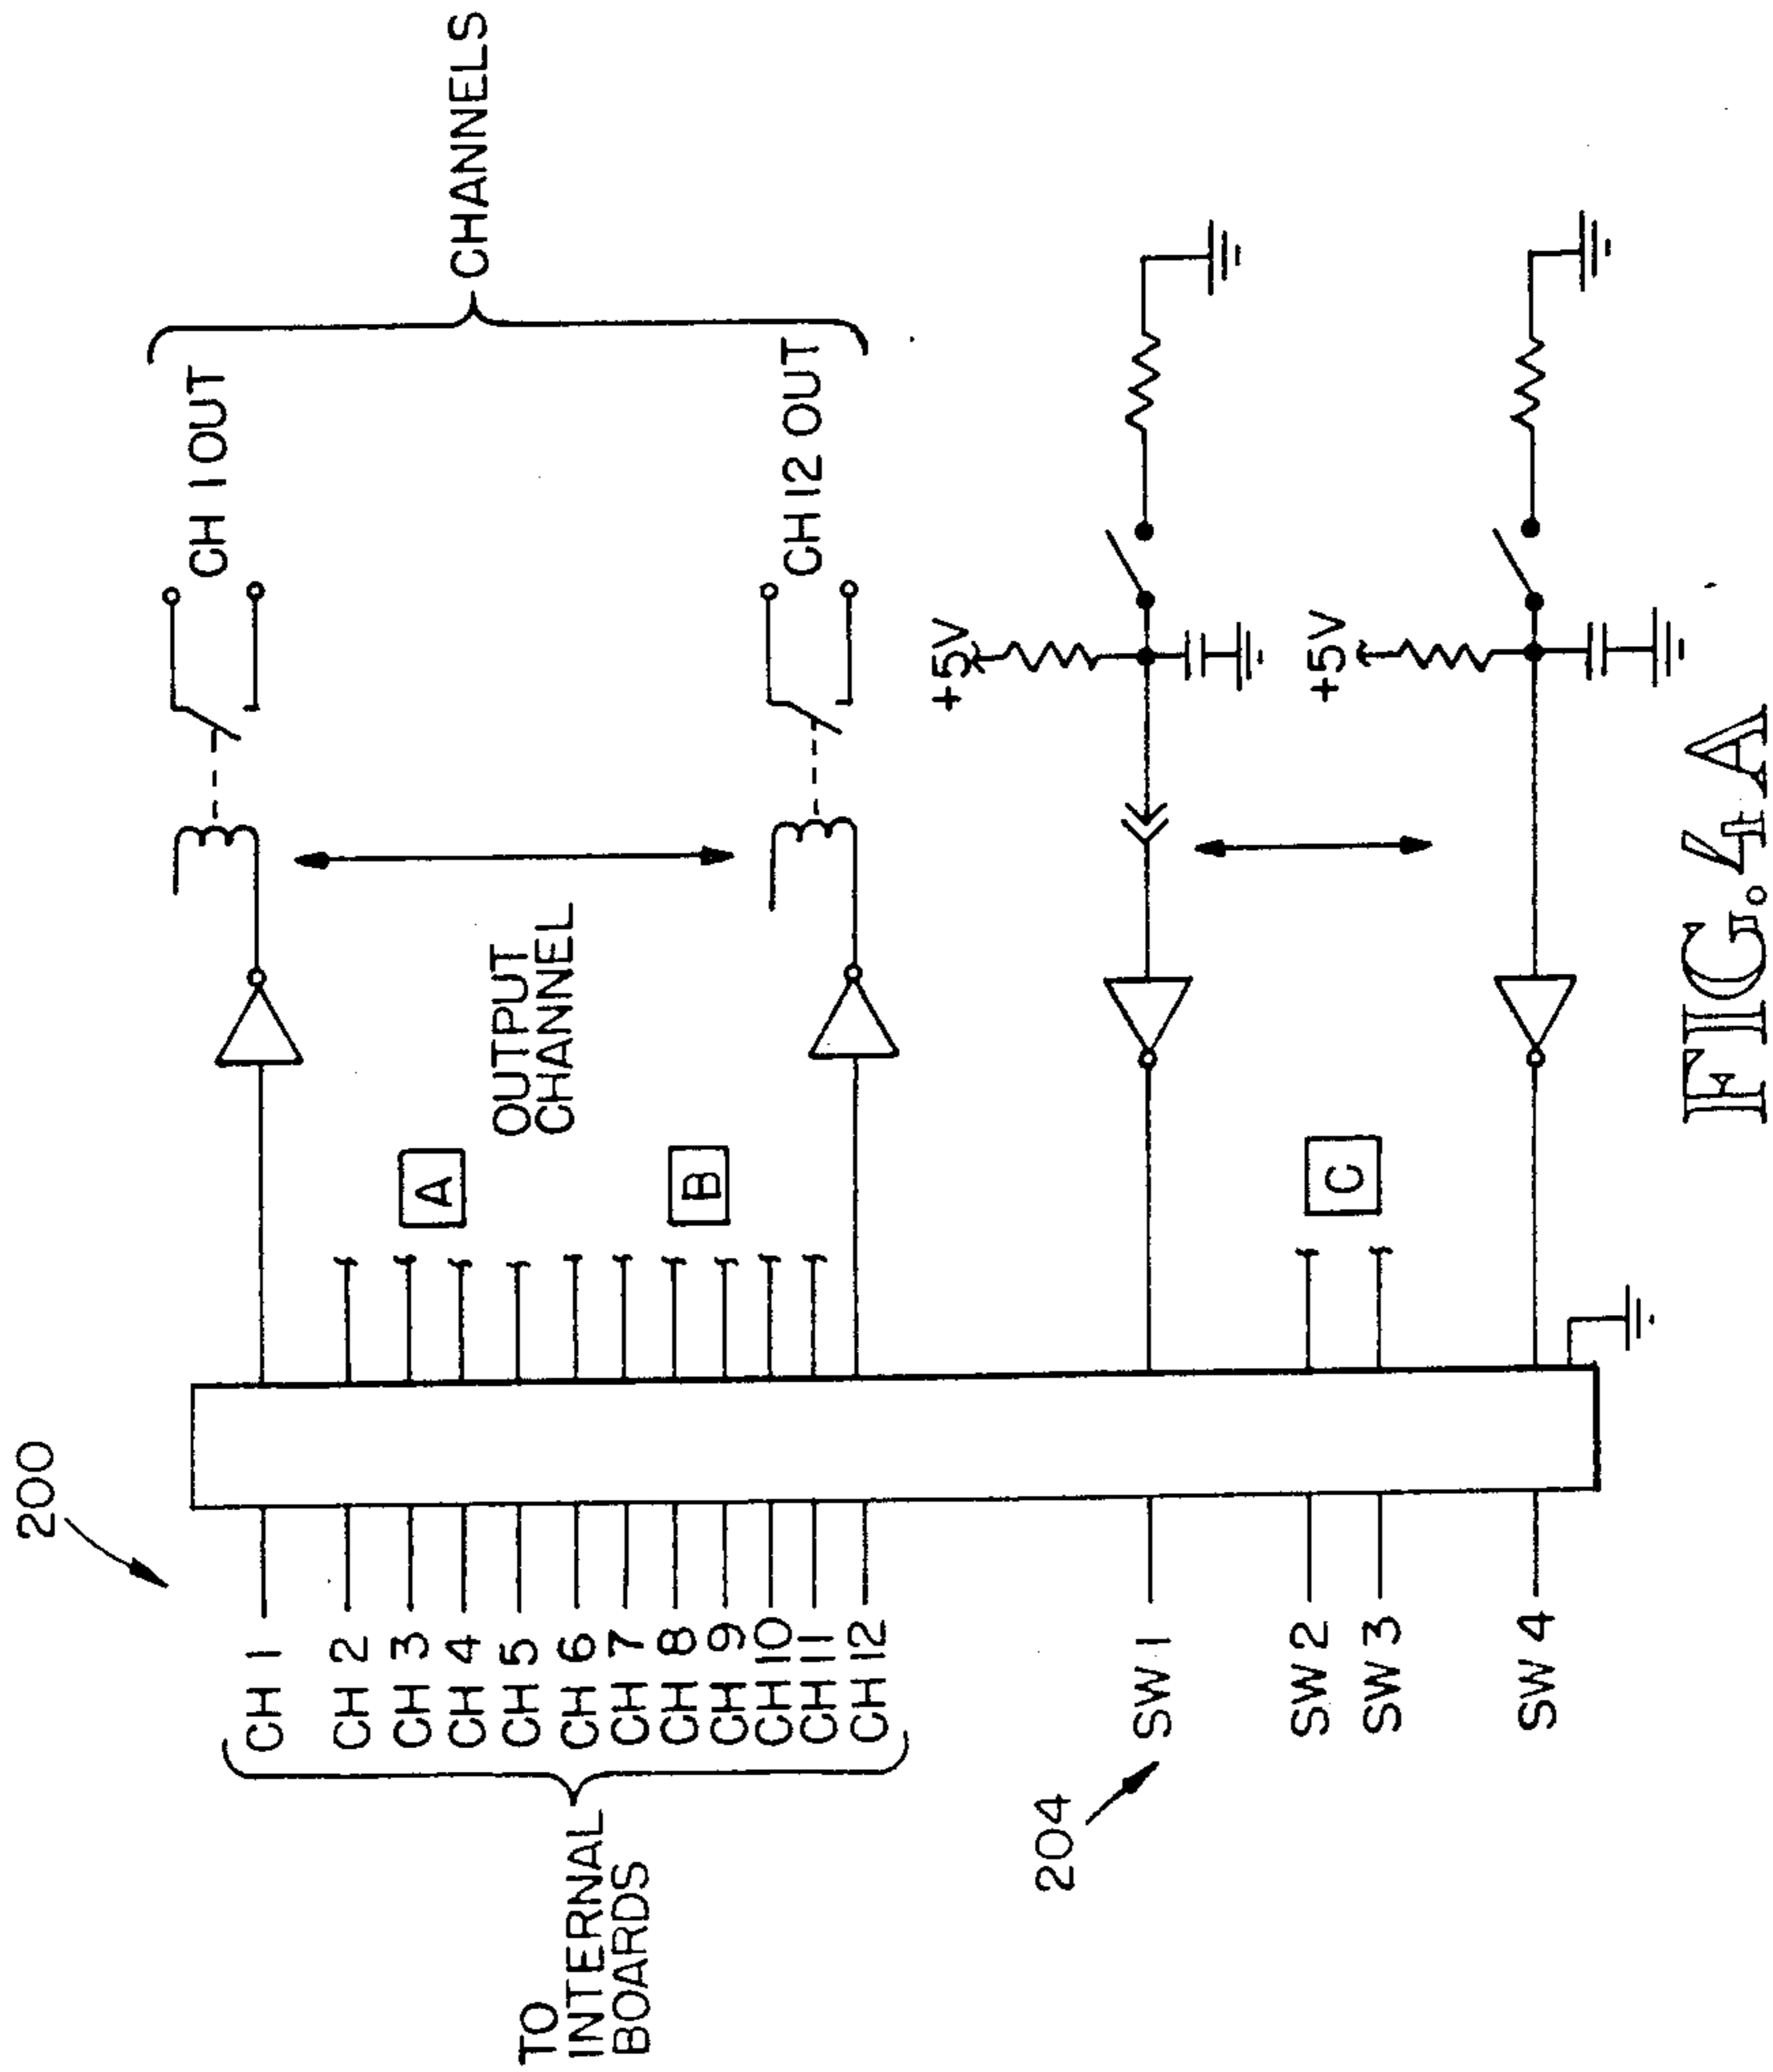 200
TO
INTERNAL
BOARDS
CH 1
CH 2
CH 3
CH 4
CH 5
CH 6
CH 7
CH 8
CH 9
CH 10
CH 11
CH 12
A
B
OUTPUT
CHANNEL
CH 1 OUT
CH 12 OUT
CHANNELS
204
SW 1
SW 2
SW 3
SW 4
C
+5V
+5V
FIG. 4 A